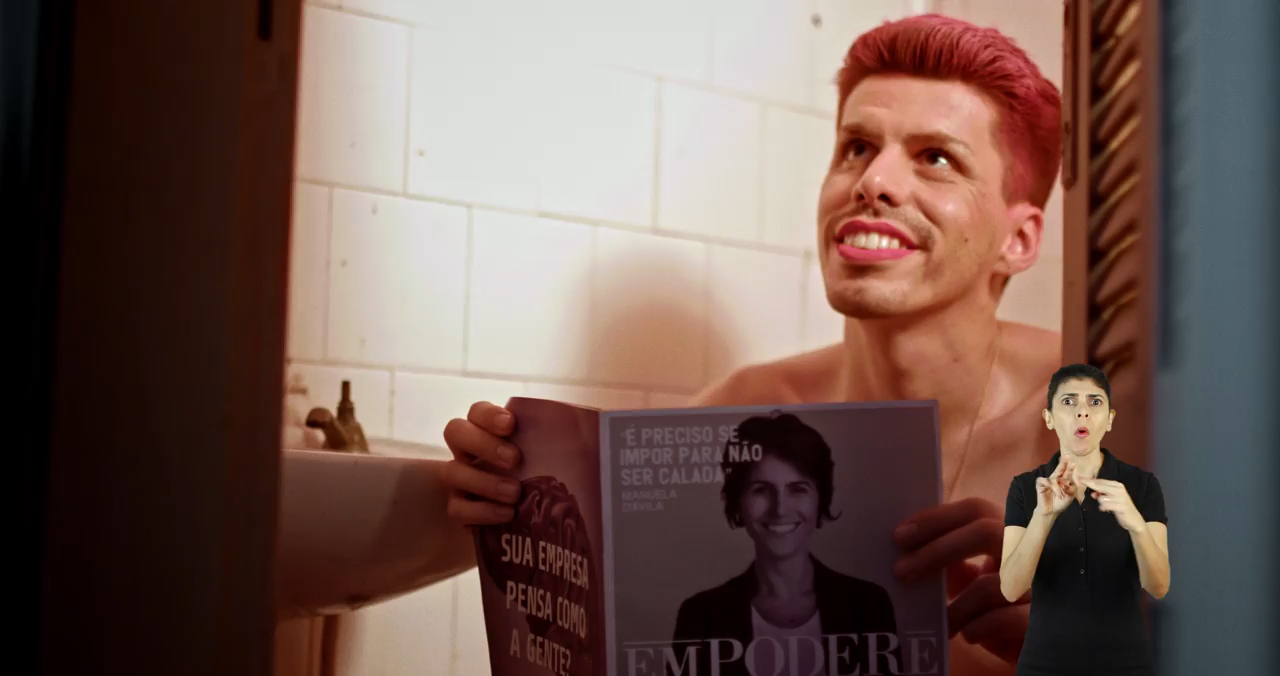 "É PRECISO SE
IMPOR PARA NÃO
SER CALADA"
MANUELA
D'ÁVILA
SUA EMPRESA
PENSA COMO
A GENTE?
EMPODERE